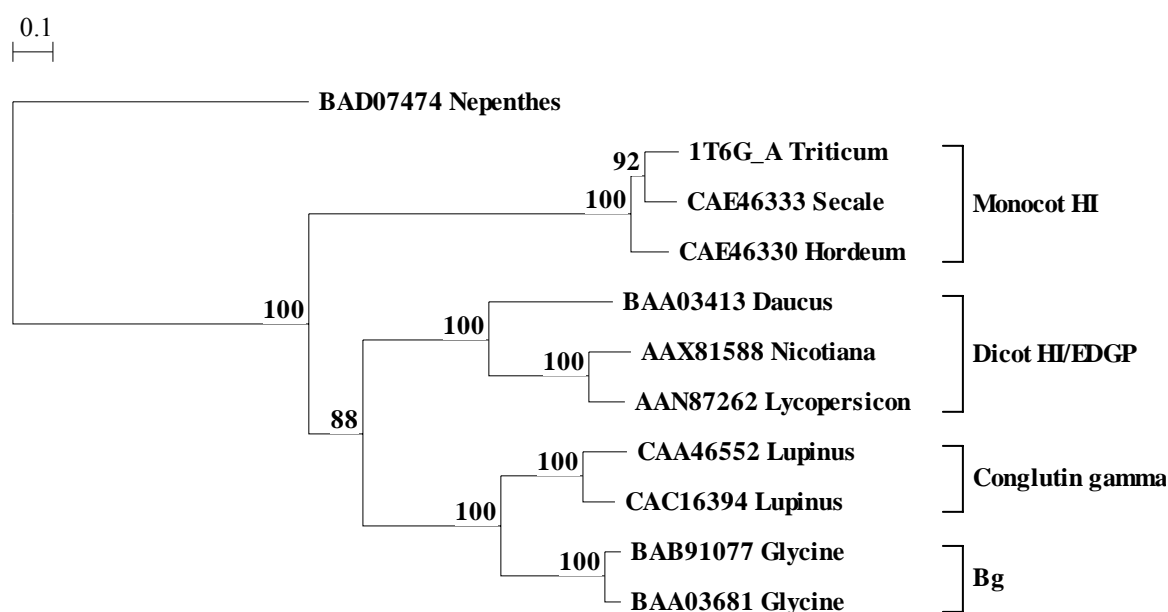 0.1
BAD07474 Nepenthes
1T6G_A Triticum
92
CAE46333 Secale
100
Monocot HI
CAE46330 Hordeum
BAA03413 Daucus
100
100
AAX81588 Nicotiana
Dicot HI/EDGP
100
AAN87262 Lycopersicon
88
CAA46552 Lupinus
100
Conglutin gamma
CAC16394 Lupinus
100
BAB91077 Glycine
100
Bg
BAA03681 Glycine